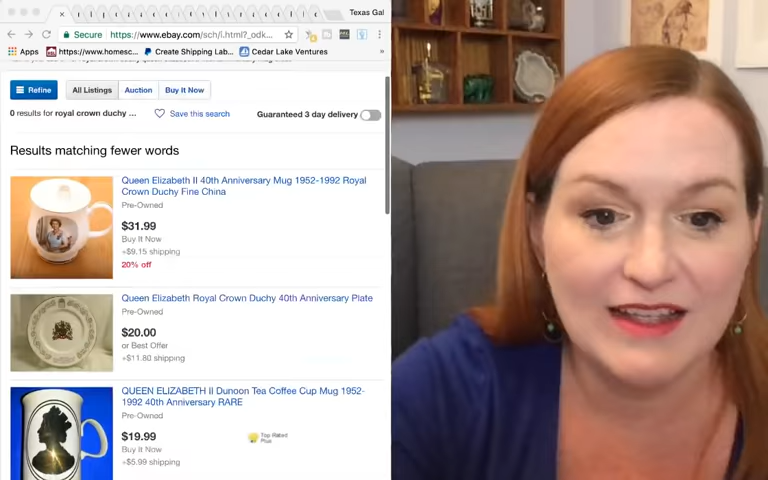 Texas Gal
Secure
https://www.ebay.com/sch/i.html?_odk...
Apps
https://www.homesc...
Create Shipping Lab...
Cedar Lake Ventures
Refine
All Listings
Auction
Buy It Now
0 results for royal crown duchy ...
Save this search
Guaranteed 3 day delivery
Results matching fewer words
Queen Elizabeth II 40th Anniversary Mug 1952-1992 Royal
Crown Duchy Fine China
Pre-Owned
$31.99
Buy It Now
+$9.15 shipping
20% off
Queen Elizabeth Royal Crown Duchy 40th Anniversary Plate
Pre-Owned
$20.00
or Best Offer
+$11.80 shipping
QUEEN ELIZABETH II Dunoon Tea Coffee Cup Mug 1952-
1992 40th Anniversary RARE
Pre-Owned
$19.99
Top Rated
Plus
Buy It Now
+$5.99 shipping